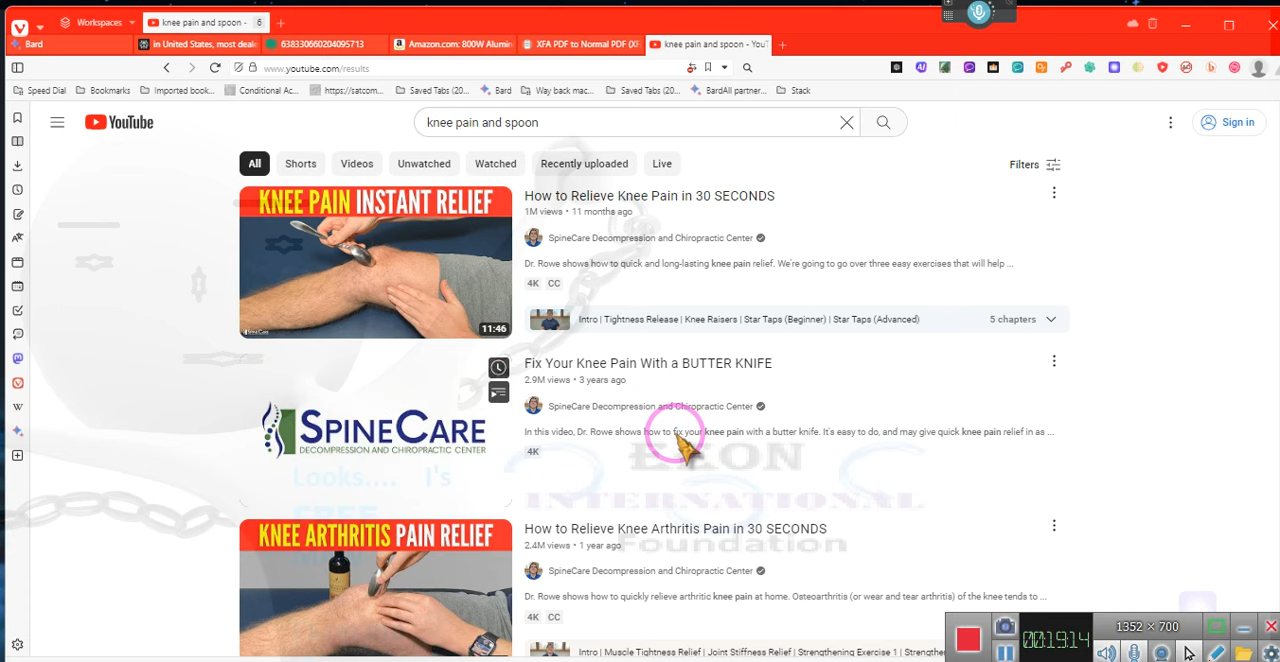 Workspaces
knee pain and spoon -
6
Bard
in United States, most deale
638330660204095713
Amazon.com: 800W Alumin
XFA PDF to Normal PDF (XF
knee pain and spoon - YouT
www.youtube.com/results
Speed Dial
Bookmarks
Imported book...
Conditional Ac...
https://satcom...
Saved Tabs (20...
Bard
Way back mac...
Saved Tabs (20...
BardAll partner...
Stack
YouTube
knee pain and spoon
Sign in
All
Shorts
Videos
Unwatched
Watched
Recently uploaded
Live
Filters
KNEE PAIN INSTANT RELIEF
11:46
How to Relieve Knee Pain in 30 SECONDS
1M views • 11 months ago
SpineCare Decompression and Chiropractic Center
Dr. Rowe shows how to quick and long-lasting knee pain relief. We're going to go over three easy exercises that will help ...
4K CC
Intro | Tightness Release | Knee Raisers | Star Taps (Beginner) | Star Taps (Advanced)
5 chapters
SPINECARE
DECOMPRESSION AND CHIROPRACTIC CENTER
Fix Your Knee Pain With a BUTTER KNIFE
2.9M views • 3 years ago
SpineCare Decompression and Chiropractic Center
In this video, Dr. Rowe shows how to fix your knee pain with a butter knife. It's easy to do, and may give quick knee pain relief in as ...
4K
Looks.... I's
FREE
EKON
INTERNATIONAL
Foundation
KNEE ARTHRITIS PAIN RELIEF
How to Relieve Knee Arthritis Pain in 30 SECONDS
2.4M views • 1 year ago
SpineCare Decompression and Chiropractic Center
Dr. Rowe shows how to quickly relieve arthritic knee pain at home. Osteoarthritis (or wear and tear arthritis) of the knee tends to ...
4K CC
Intro | Muscle Tightness Relief | Joint Stiffness Relief | Strengthening Exercise 1 | Strengther
00:19:14
1352 × 700